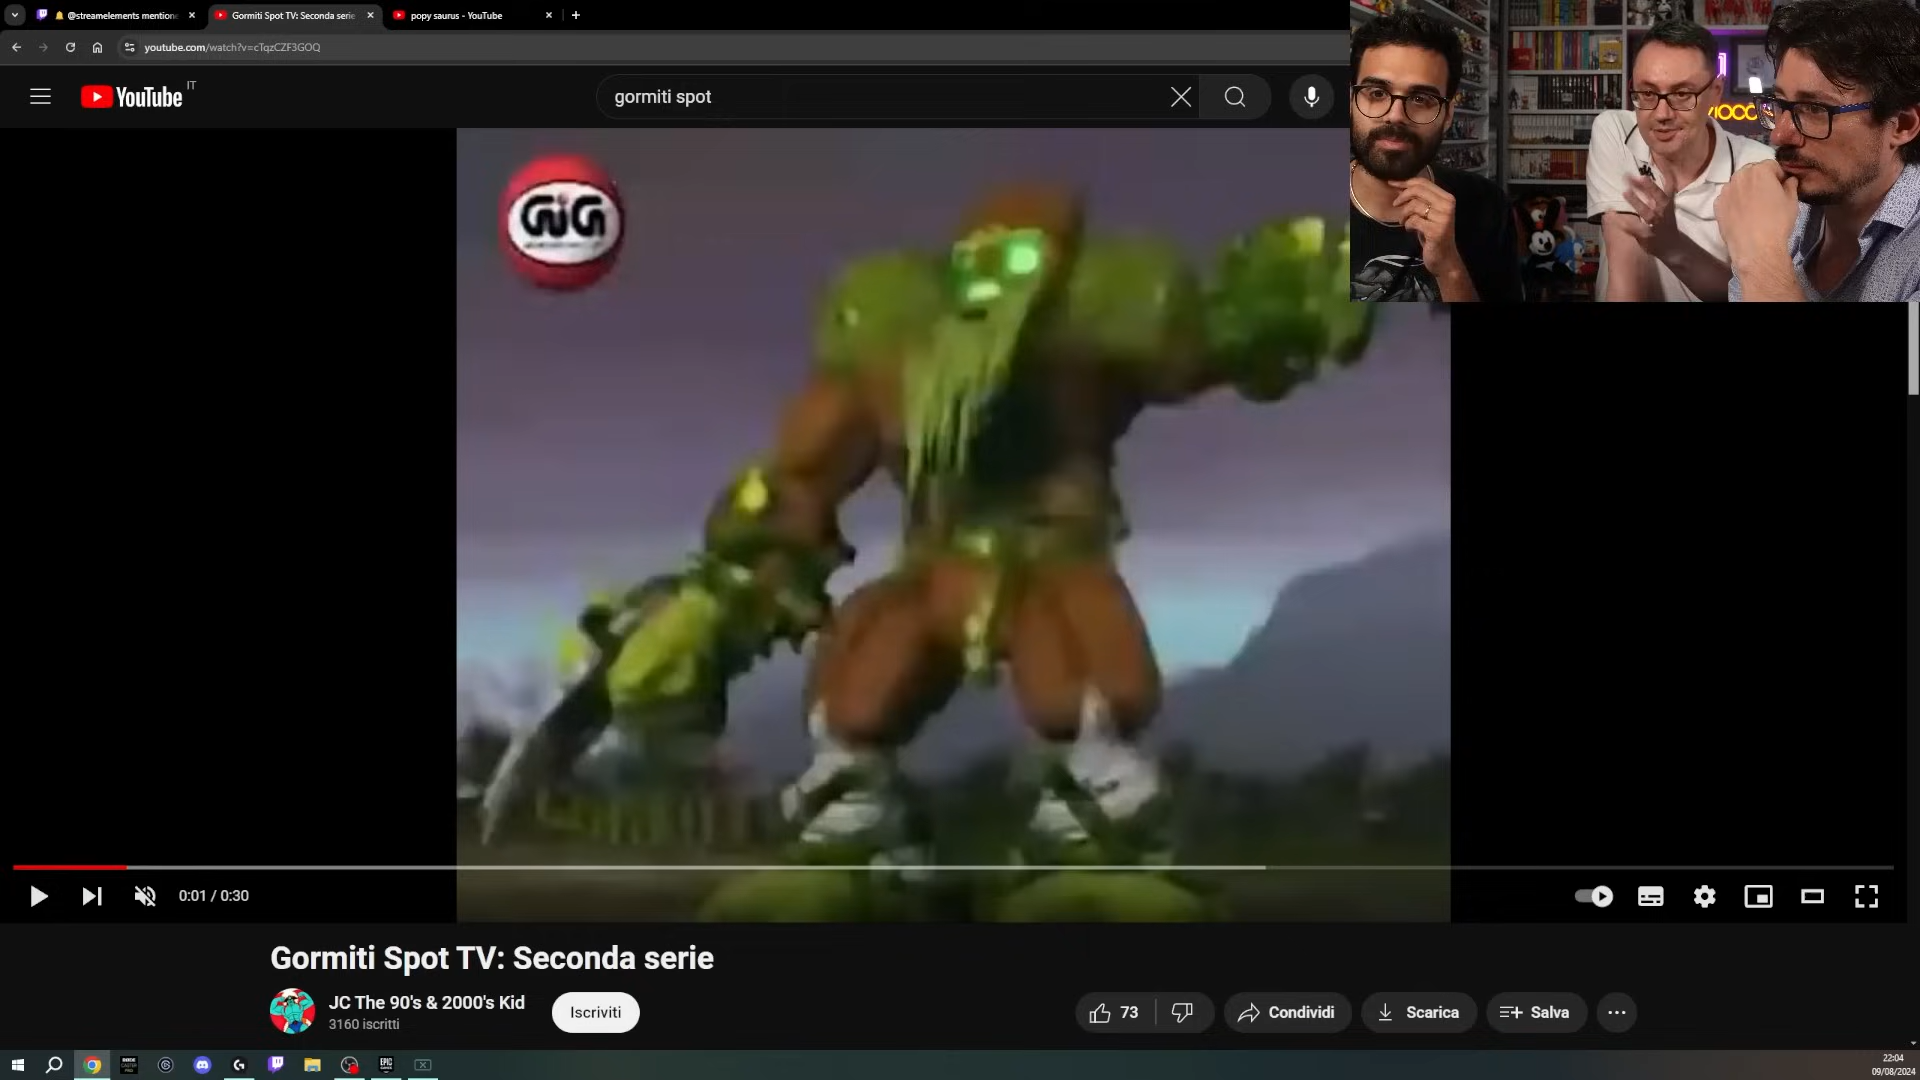 @streamelements mentione
Gormiti Spot TV: Seconda serie
popy saurus - YouTube
youtube.com/watch?v=cTqzCZF3GOQ
YouTube
IT
gormiti spot
GiG
0:01 / 0:30
Gormiti Spot TV: Seconda serie
JC The 90's & 2000's Kid
3160 iscritti
Iscriviti
73
Condividi
Scarica
Salva
22:04
09/08/2024